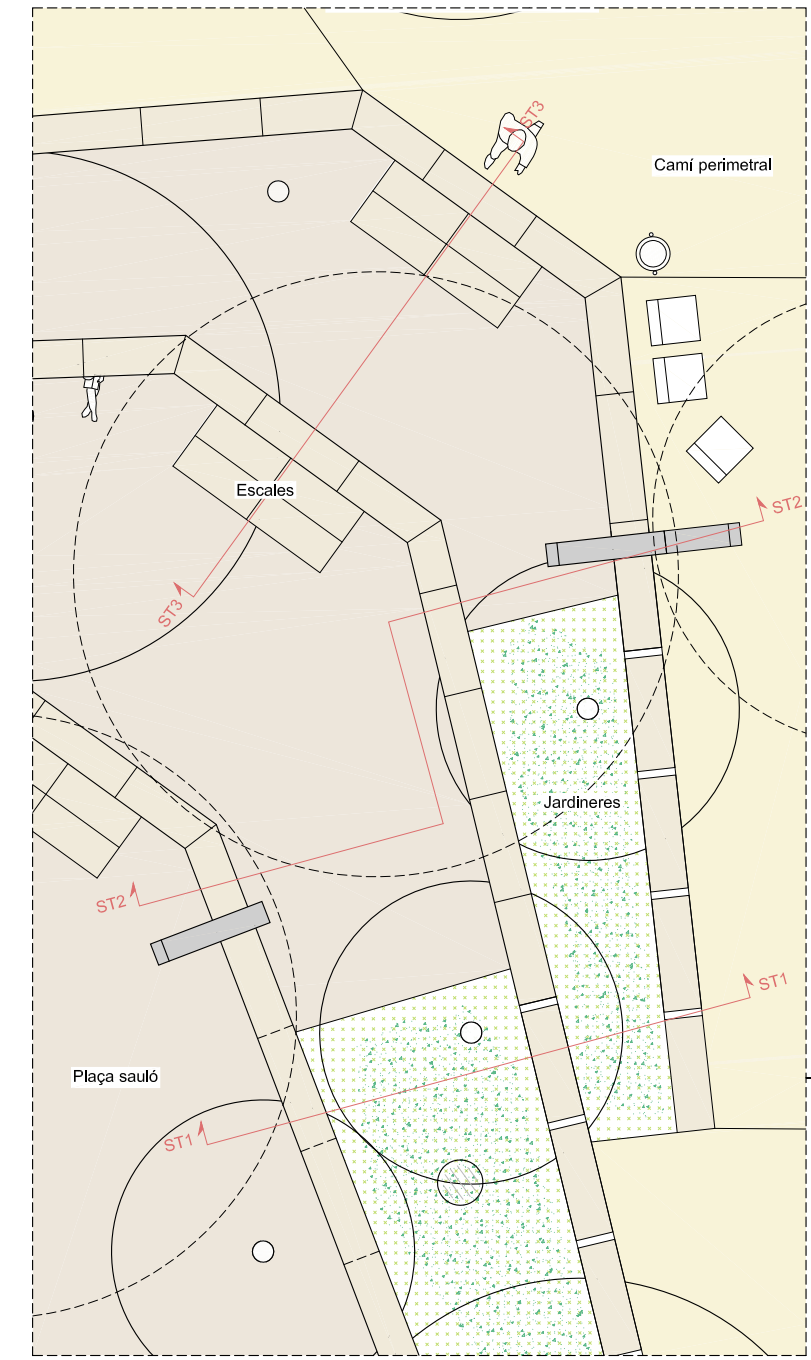 ST3
Camí perimetral
Escales
ST2
ST3
Jardineres
ST2
ST1
Plaça sauló
ST1